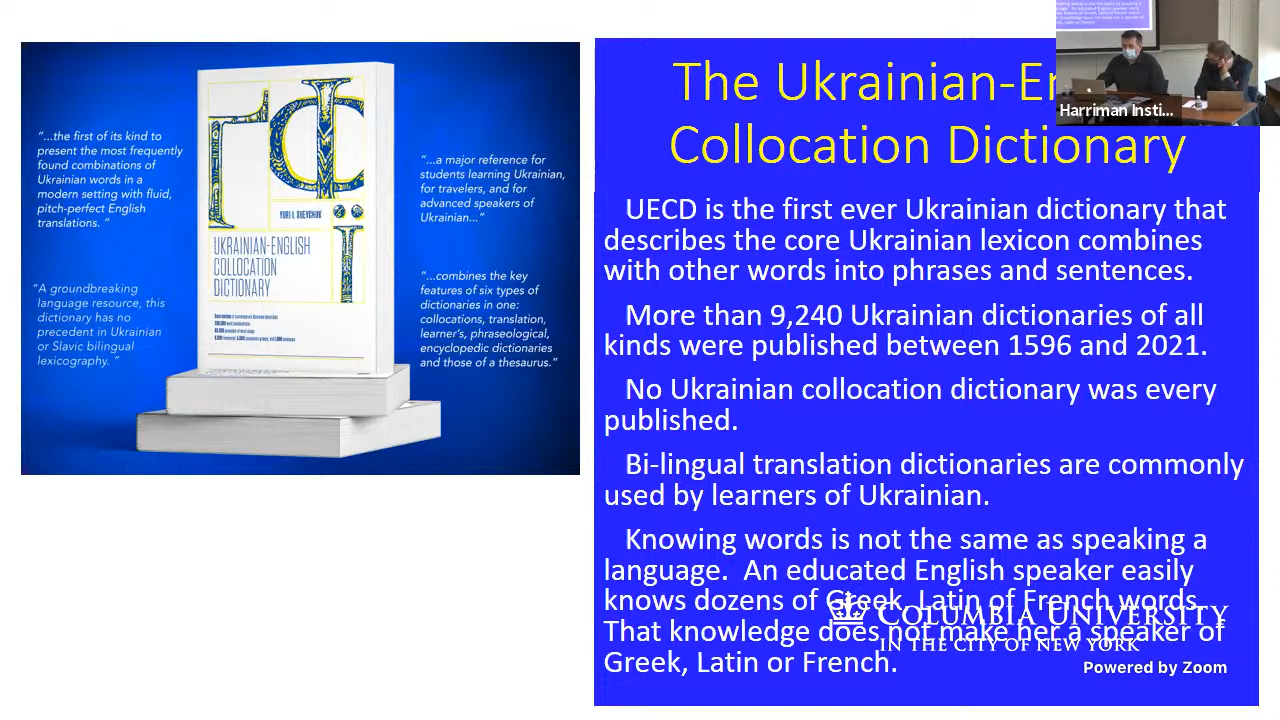 "...the first of its kind to
present the most frequently
found combinations of
Ukrainian words in a
modern setting with fluid,
pitch-perfect English
translations. "
"A groundbreaking
language resource, this
dictionary has no
precedent in Ukrainian
or Slavic bilingual
lexicography. "
YURI I. SHEVCHUK
UKRAINIAN-ENGLISH
COLLOCATION
DICTIONARY
"...a major reference for
students learning Ukrainian,
for travelers, and for
advanced speakers of
Ukrainian..."
"...combines the key
features of six types of
dictionaries in one:
collocations, translation,
learner's, phraseological,
encyclopedic dictionaries
and those of a thesaurus."
The Ukrainian-En
Collocation Dictionary
UECD is the first ever Ukrainian dictionary that
describes the core Ukrainian lexicon combines
with other words into phrases and sentences.
More than 9,240 Ukrainian dictionaries of all
kinds were published between 1596 and 2021.
No Ukrainian collocation dictionary was every
published.
Bi-lingual translation dictionaries are commonly
used by learners of Ukrainian.
Knowing words is not the same as speaking a
language.  An educated English speaker easily
knows dozens of Greek, Latin of French words.
That knowledge does not make her a speaker of
Greek, Latin or French.
Harriman Insti...
COLUMBIA UNIVERSITY
IN THE CITY OF NEW YORK
Powered by Zoom